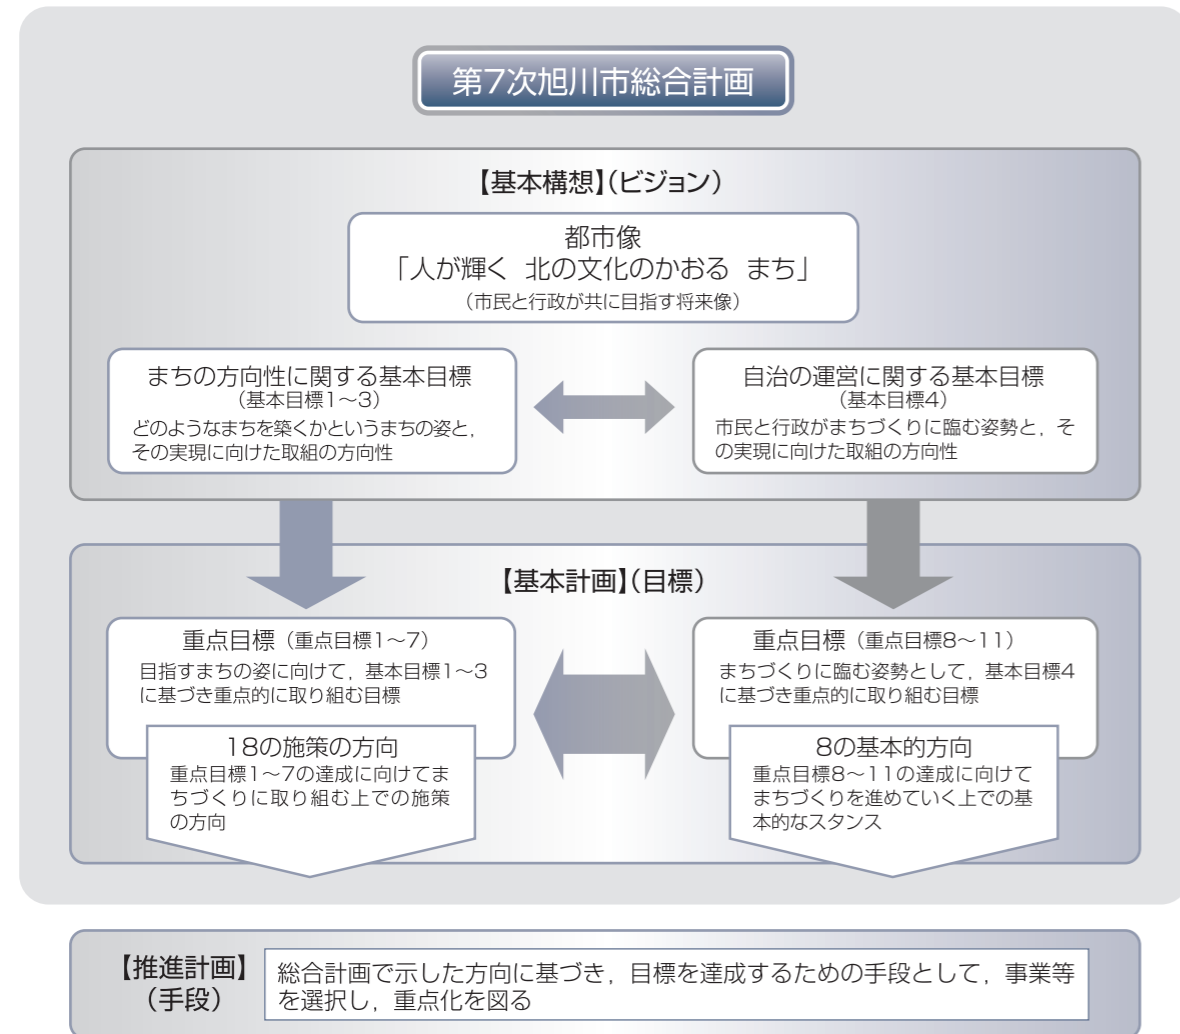 第7次旭川市総合計画
【基本構想】(ビジョン)
都市像
「人が輝く 北の文化のかおる まち」
(市民と行政が共に目指す将来像)
まちの方向性に関する基本目標
(基本目標1~3)
どのようなまちを築くかというまちの姿と,
その実現に向けた取組の方向性
自治の運営に関する基本目標
(基本目標4)
市民と行政がまちづくりに臨む姿勢と,そ
の実現に向けた取組の方向性
【基本計画】(目標)
重点目標(重点目標1~7)
目指すまちの姿に向けて,基本目標1~3
に基づき重点的に取り組む目標
18の施策の方向
重点目標1~7の達成に向けてま
ちづくりに取り組む上での施策
の方向
重点目標(重点目標8~11)
まちづくりに臨む姿勢として,基本目標4
に基づき重点的に取り組む目標
8の基本的方向
重点目標8~11の達成に向けて
まちづくりを進めていく上での基
本的なスタンス
【推進計画】
(手段)
総合計画で示した方向に基づき,目標を達成するための手段として,事業等
を選択し,重点化を図る